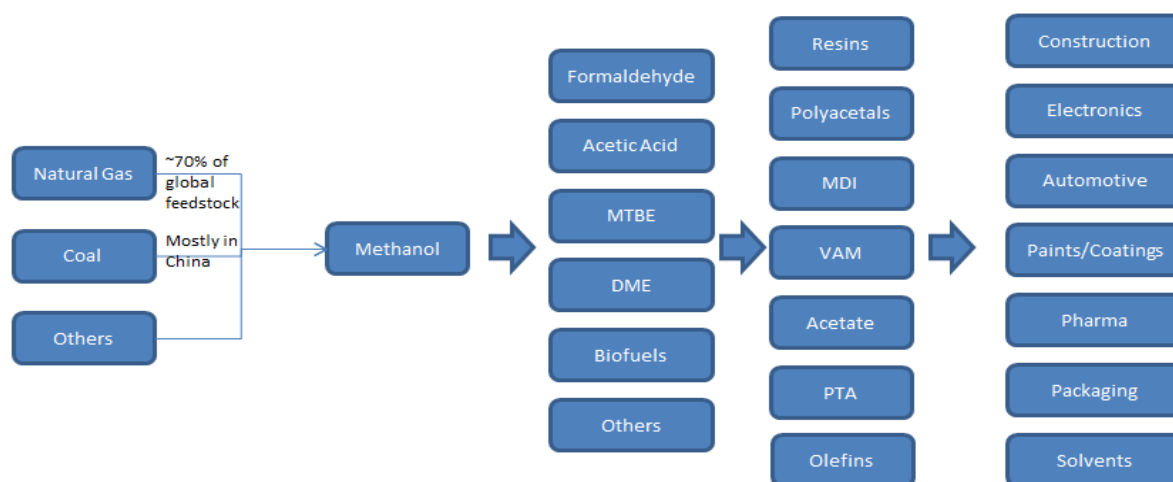 Natural Gas
~70% of
global
feedstock
Coal
Mostly in
China
Others
Methanol
Formaldehyde
Acetic Acid
MTBE
DME
Biofuels
Others
Resins
Polyacetals
MDI
VAM
Acetate
PTA
Olefins
Construction
Electronics
Automotive
Paints/Coatings
Pharma
Packaging
Solvents